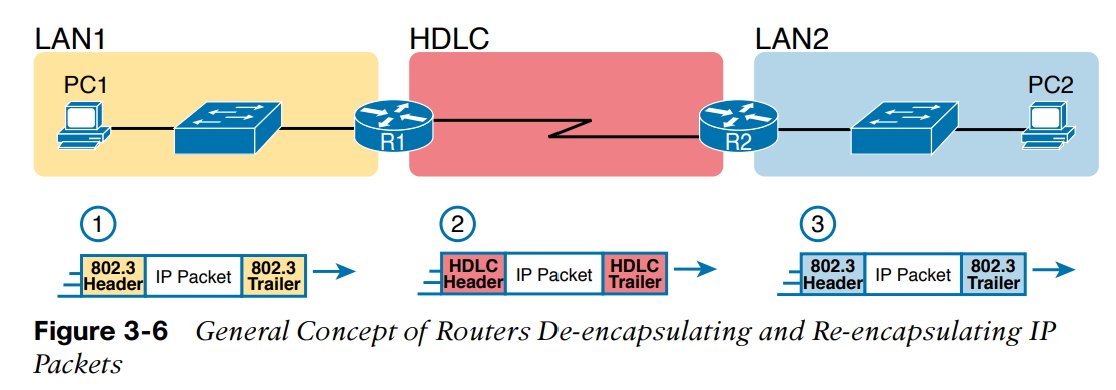 LAN1 HDLC LAN2
PC1 PC2
R1 R2
1 2 3
802.3 Header IP Packet 802.3 Trailer
HDLC Header IP Packet HDLC Trailer
802.3 Header IP Packet 802.3 Trailer
Figure 3-6 General Concept of Routers De-encapsulating and Re-encapsulating IP
Packets